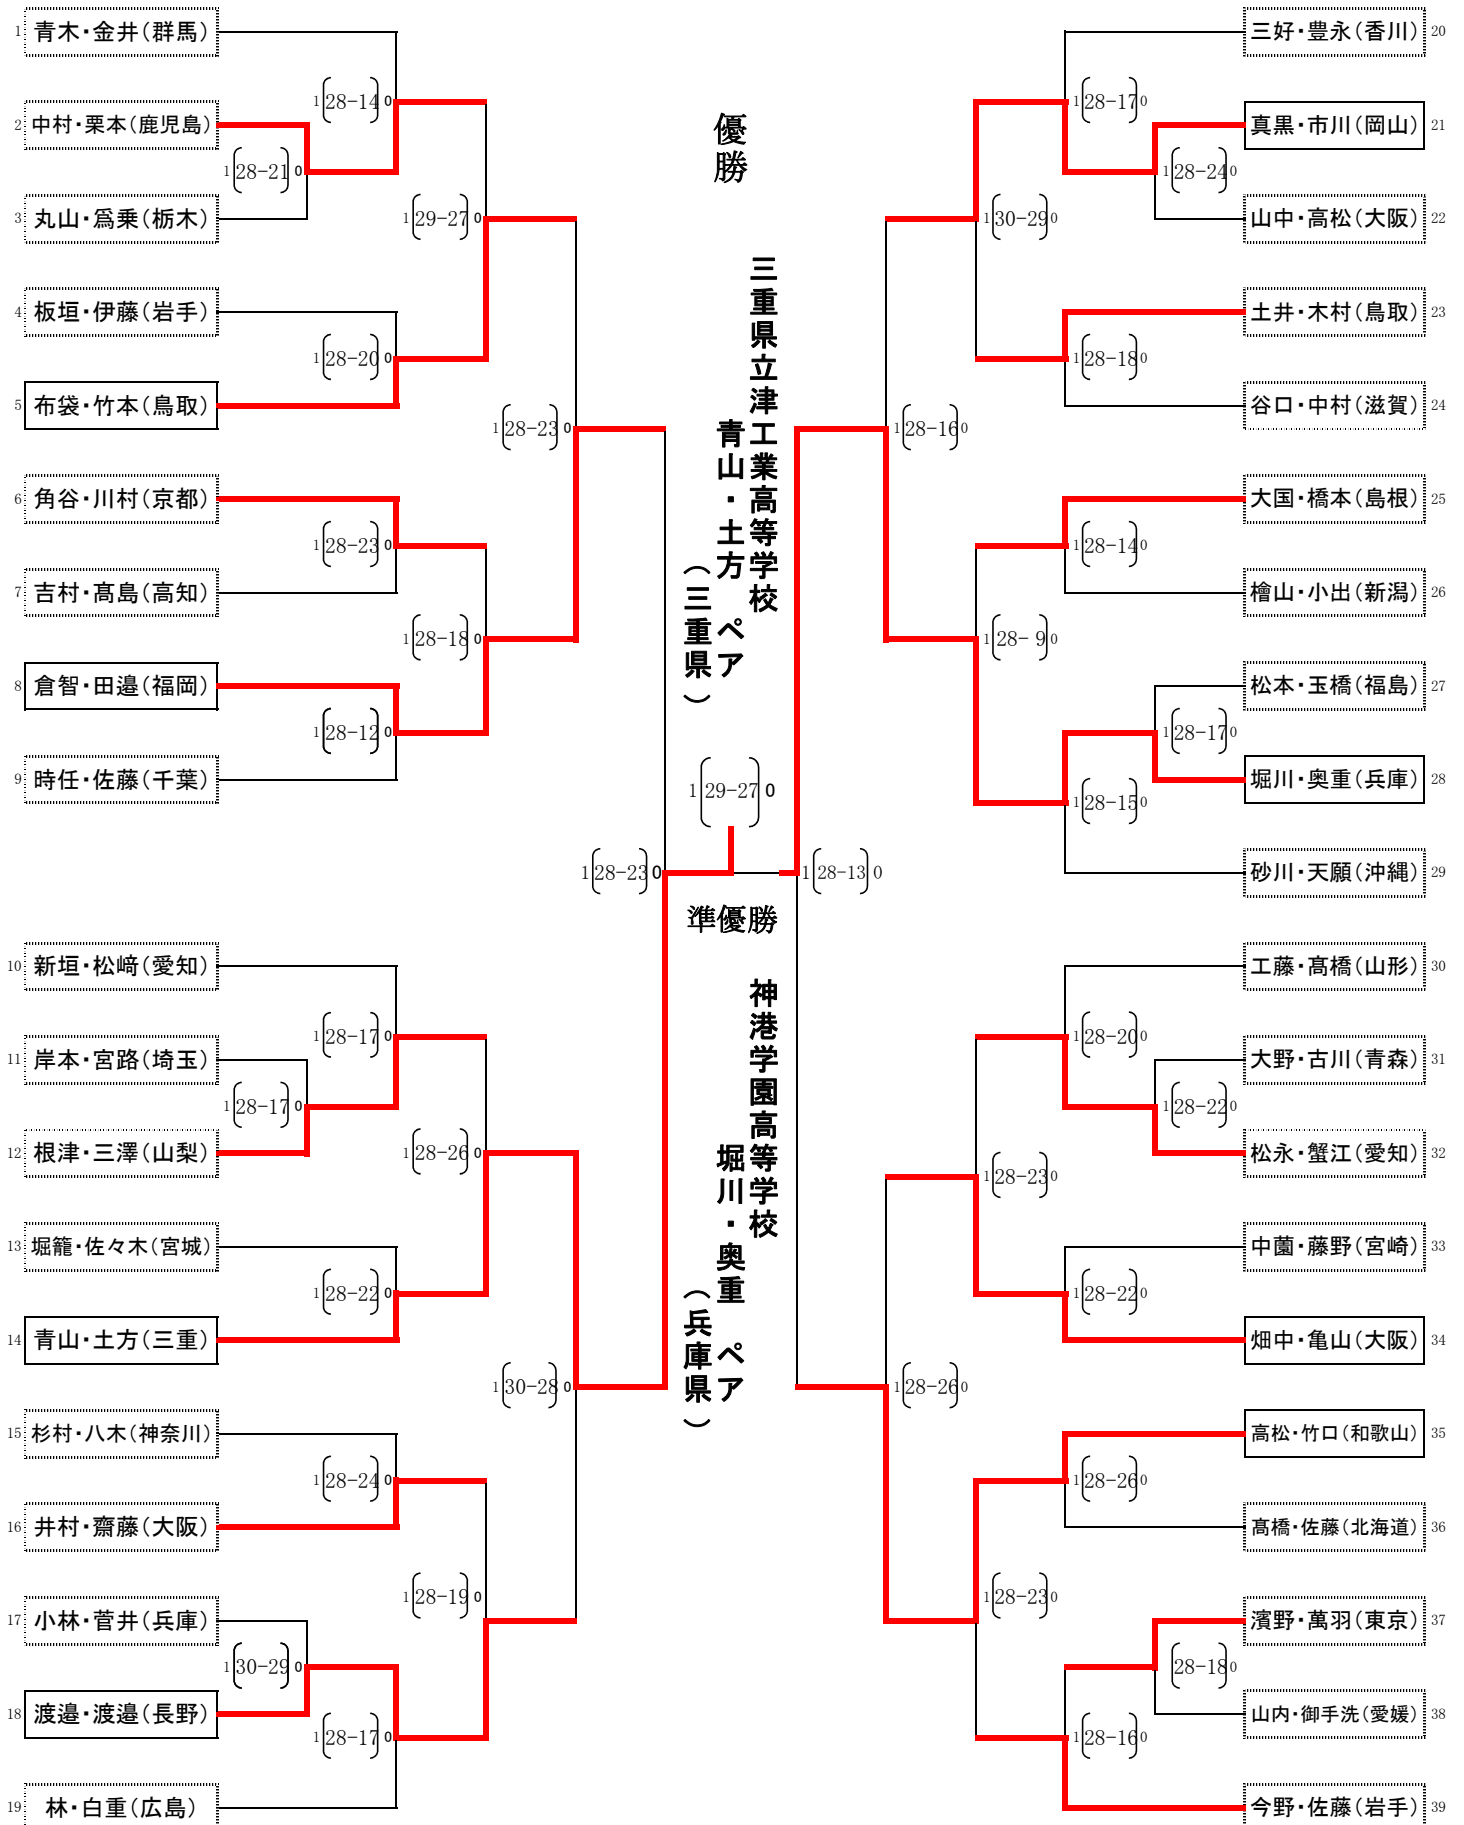 1 青木・金井(群馬)
1 28-14 0
2 中村・栗本(鹿児島)
1 28-21 0
3 丸山・爲乗(栃木)
1 29-27 0
4 板垣・伊藤(岩手)
1 28-20 0
5 布袋・竹本(鳥取)
1 28-23 0
6 角谷・川村(京都)
1 28-23 0
7 吉村・髙島(高知)
1 28-18 0
8 倉智・田邉(福岡)
1 28-12 0
9 時任・佐藤(千葉)
1 28-23 0
10 新垣・松﨑(愛知)
1 28-17 0
11 岸本・宮路(埼玉)
1 28-17 0
12 根津・三澤(山梨)
1 28-26 0
13 堀籠・佐々木(宮城)
1 28-22 0
14 青山・土方(三重)
1 30-28 0
15 杉村・八木(神奈川)
1 28-24 0
16 井村・齋藤(大阪)
1 28-19 0
17 小林・菅井(兵庫)
1 30-29 0
18 渡邉・渡邉(長野)
1 28-17 0
19 林・白重(広島)
優勝
三重県立津工業高等学校
青山・土方 ペア
(三重県)
1 29-27 0
準優勝
神港学園高等学校
堀川・奥重 ペア
(兵庫県)
三好・豊永(香川) 20
1 28-17 0
真黒・市川(岡山) 21
1 28-24 0
山中・高松(大阪) 22
1 30-29 0
土井・木村(鳥取) 23
1 28-18 0
谷口・中村(滋賀) 24
1 28-16 0
大国・橋本(島根) 25
1 28-14 0
檜山・小出(新潟) 26
1 28- 9 0
松本・玉橋(福島) 27
1 28-17 0
堀川・奥重(兵庫) 28
1 28-15 0
砂川・天願(沖縄) 29
1 28-13 0
工藤・髙橋(山形) 30
1 28-20 0
大野・古川(青森) 31
1 28-22 0
松永・蟹江(愛知) 32
1 28-23 0
中薗・藤野(宮崎) 33
1 28-22 0
畑中・亀山(大阪) 34
1 28-26 0
高松・竹口(和歌山) 35
1 28-26 0
髙橋・佐藤(北海道) 36
1 28-23 0
濱野・萬羽(東京) 37
28-18 0
山内・御手洗(愛媛) 38
1 28-16 0
今野・佐藤(岩手) 39